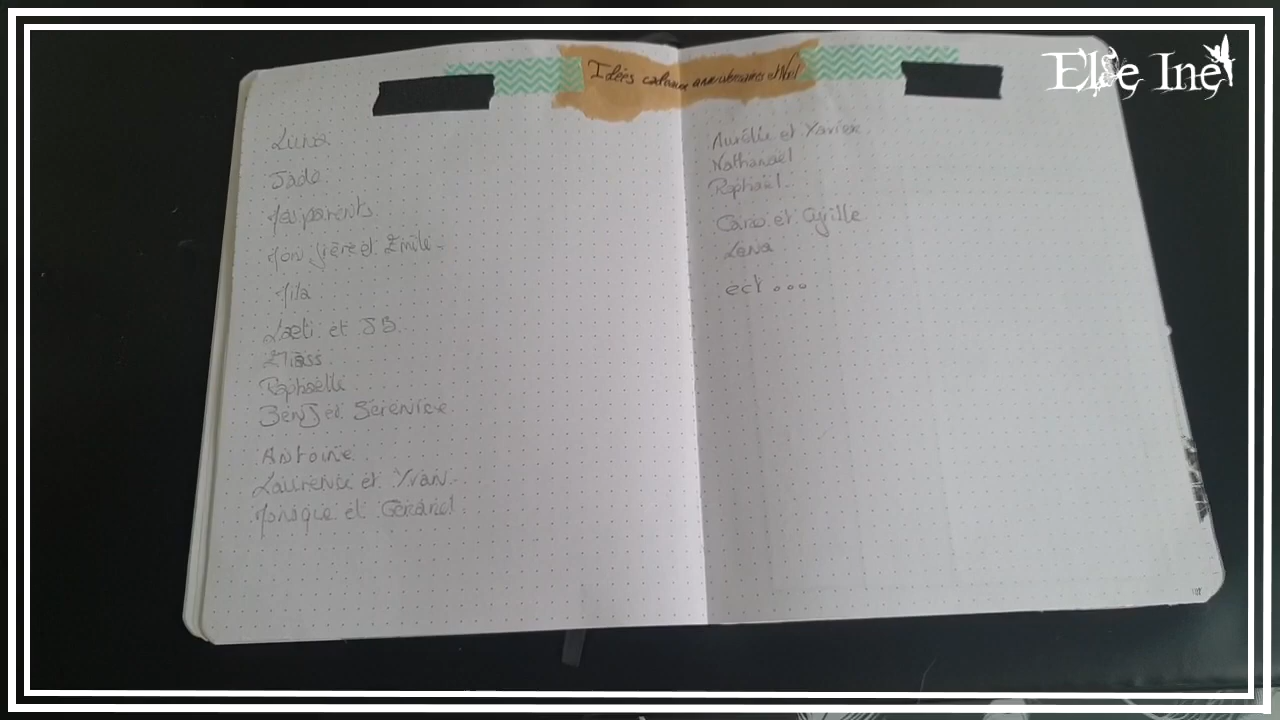 Idées cadeaux anniversaires et Noël
Else Ine
Luna
Jade
Mes parents
Mon frère et Emilie
Mila
Laeti et JB
Raphaëlle
BenJ et Bérénice
Antoine
Laurence et Yvan
Monique et Gérard
Aurélie et Xavier
Nathanaël
Raphaël
Caro et Cyrille
Lena
ect...